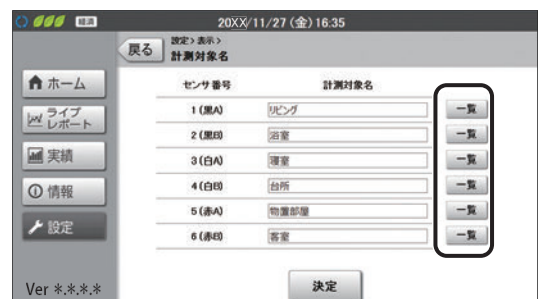 経済 20XX/11/27 (金) 16:35
戻る 設定> 表示>
計測対象名
ホーム
ライブ
レポート
実績
情報
設定
Ver *.*.*.*
センサ番号 計測対象名
1 (黒A) リビング 一覧
2 (黒B) 浴室 一覧
3 (白A) 寝室 一覧
4 (白B) 台所 一覧
5 (赤A) 物置部屋 一覧
6 (赤B) 客室 一覧
決定